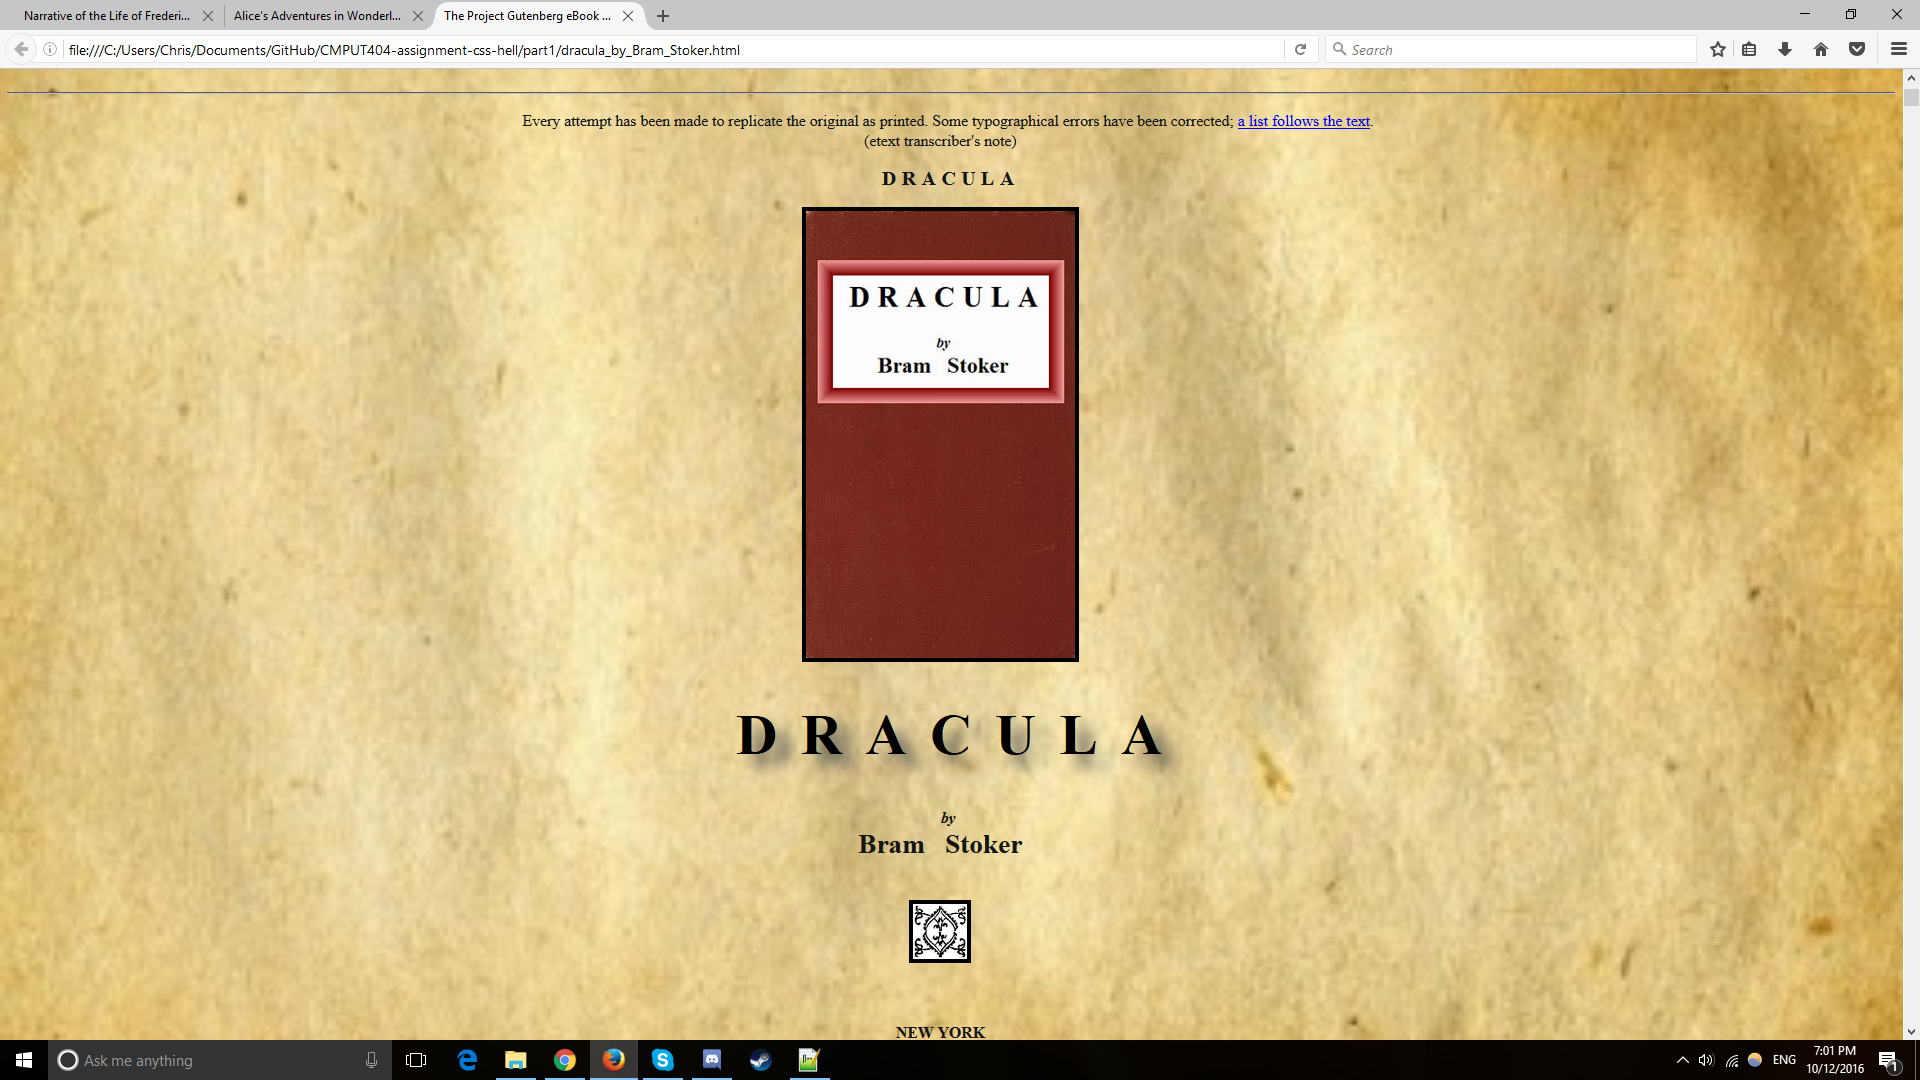 Narrative of the Life of Frederi...
Alice's Adventures in Wonderl...
The Project Gutenberg eBook ...
file:///C:/Users/Chris/Documents/GitHub/CMPUT404-assignment-css-hell/part1/dracula_by_Bram_Stoker.html
Search
Every attempt has been made to replicate the original as printed. Some typographical errors have been corrected; a list follows the text.
(etext transcriber's note)
D R A C U L A
D R A C U L A
by
Bram Stoker
D R A C U L A
by
Bram Stoker
NEW YORK
Ask me anything
ENG
7:01 PM
10/12/2016
1